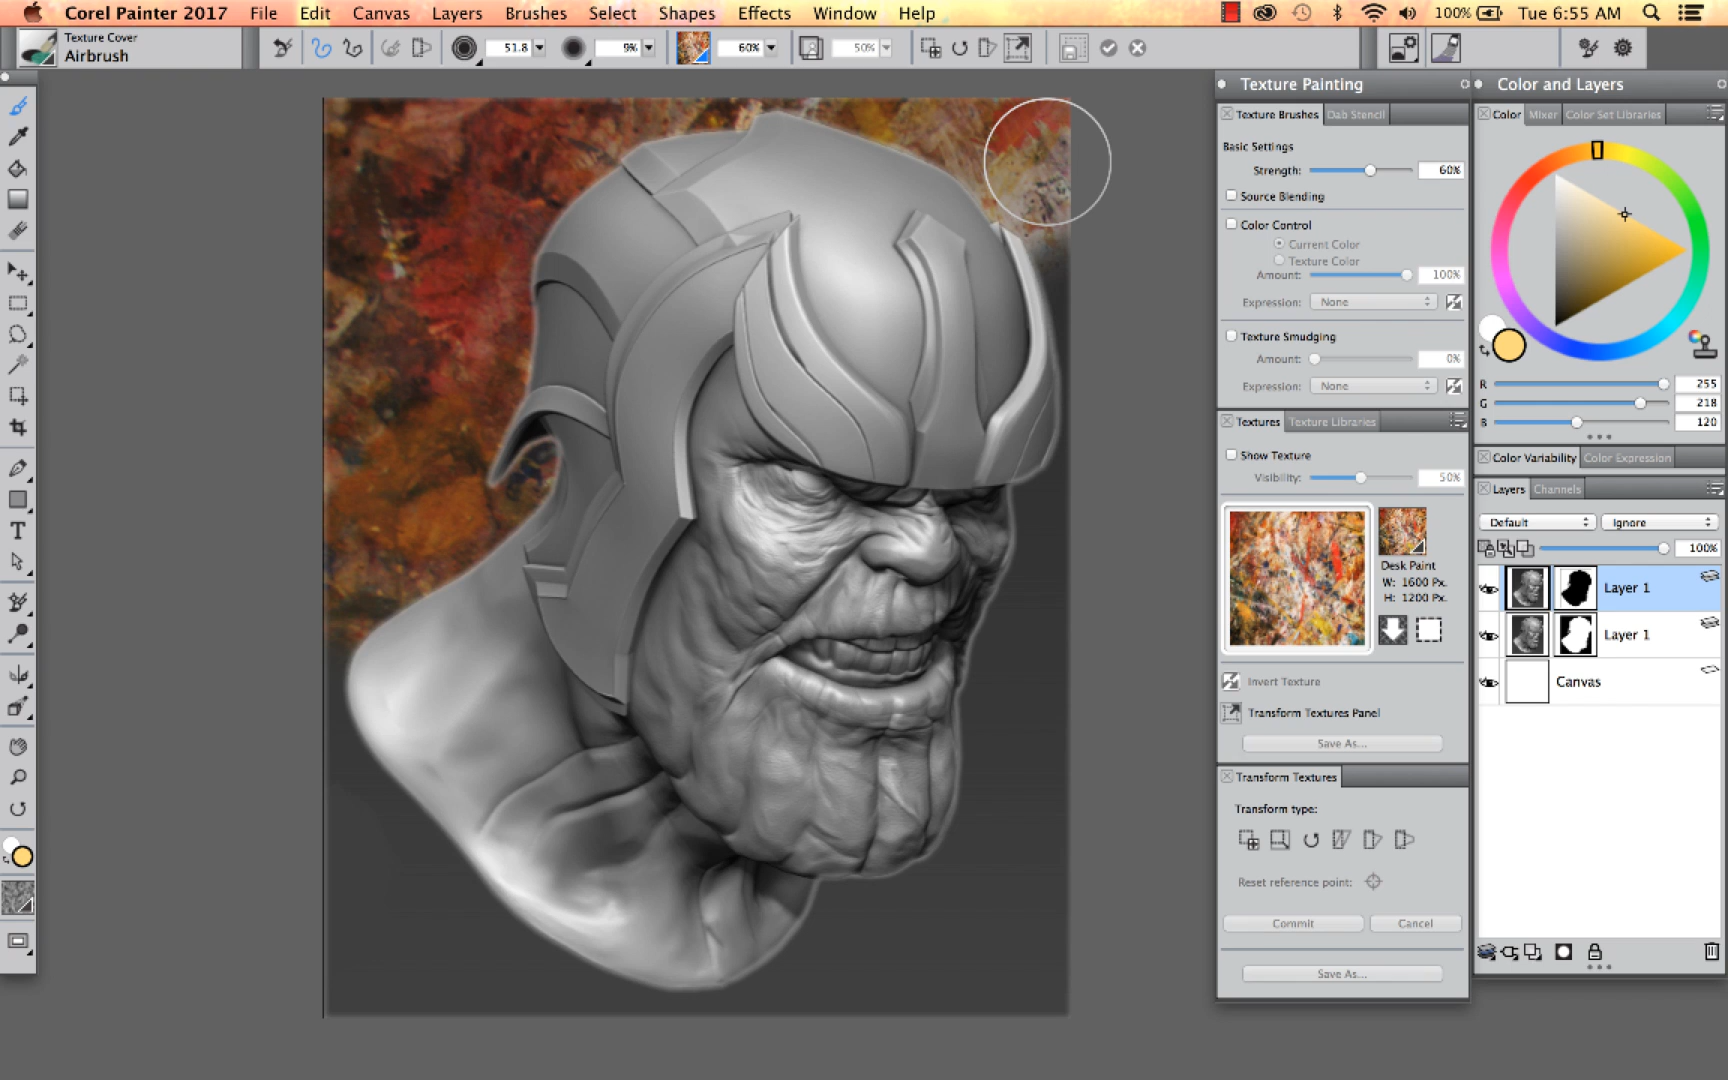 Corel Painter 2017 File Edit Canvas Layers Brushes Select Shapes Effects Window Help 100% Tue 6:55 AM
Texture Cover
Airbrush
51.8 9% 60% 50%
Texture Painting
Color and Layers
Texture Brushes Dab Stencil
Color Mixer Color Set Libraries
Basic Settings
Strength: 60%
Source Blending
Color Control
Current Color
Texture Color
Amount: 100%
Expression: None
Texture Smudging
Amount: 0%
Expression: None
R 255
G 218
B 120
Textures Texture Libraries
Show Texture
Visibility: 50%
Color Variability Color Expression
Layers Channels
Default Ignore
100%
Desk Paint
W: 1600 Px.
H: 1200 Px.
Layer 1
Layer 1
Canvas
Invert Texture
Transform Textures Panel
Save As...
Transform Textures
Transform type:
Reset reference point:
Commit Cancel
Save As...
T